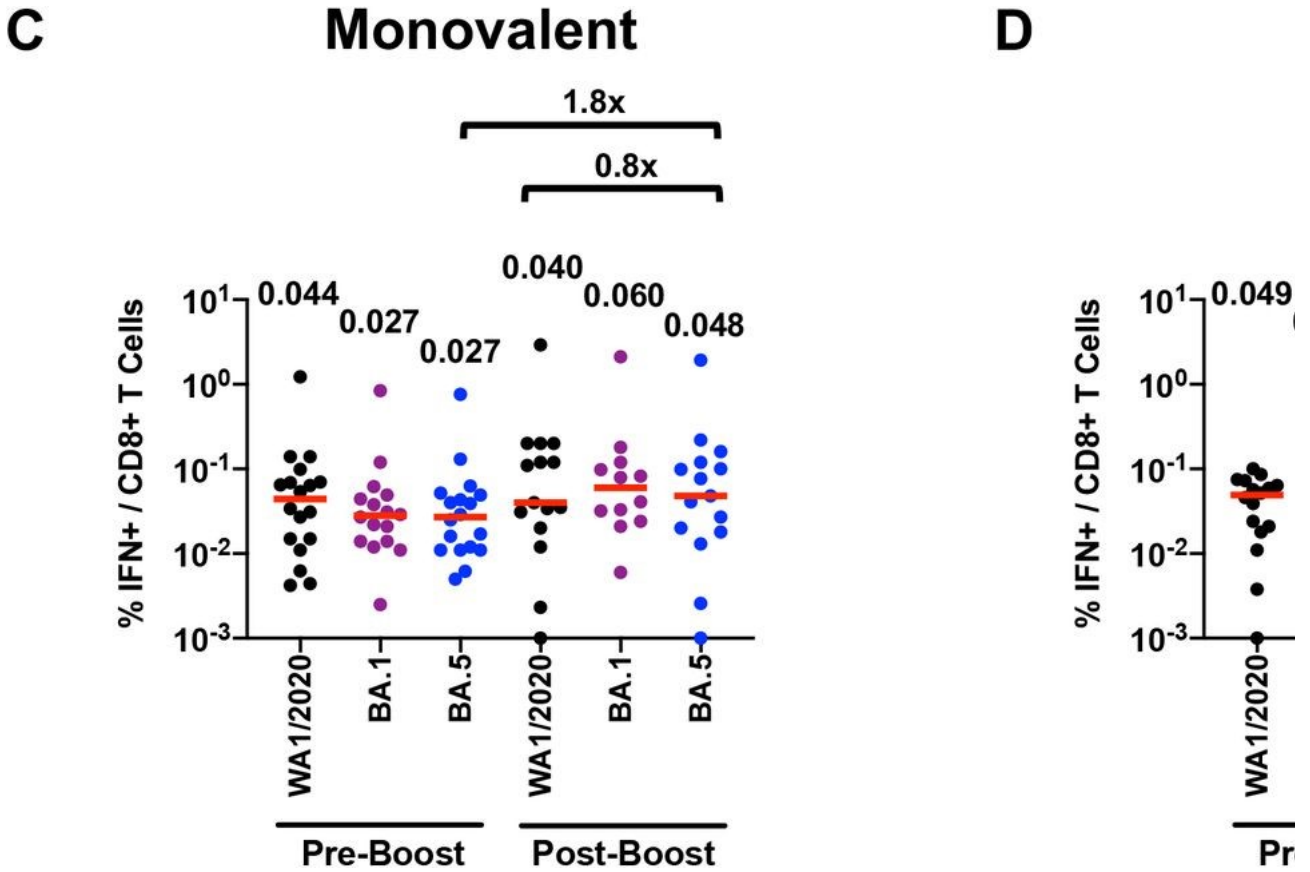 C
Monovalent
D
1.8x
0.8x
0.044
0.027
0.027
0.040
0.060
0.048
% IFN+ / CD8+ T Cells
10¹
10⁰
10⁻¹
10⁻²
10⁻³
WA1/2020
BA.1
BA.5
WA1/2020
BA.1
BA.5
Pre-Boost
Post-Boost
0.049
% IFN+ / CD8+ T Cells
10¹
10⁰
10⁻¹
10⁻²
10⁻³
WA1/2020